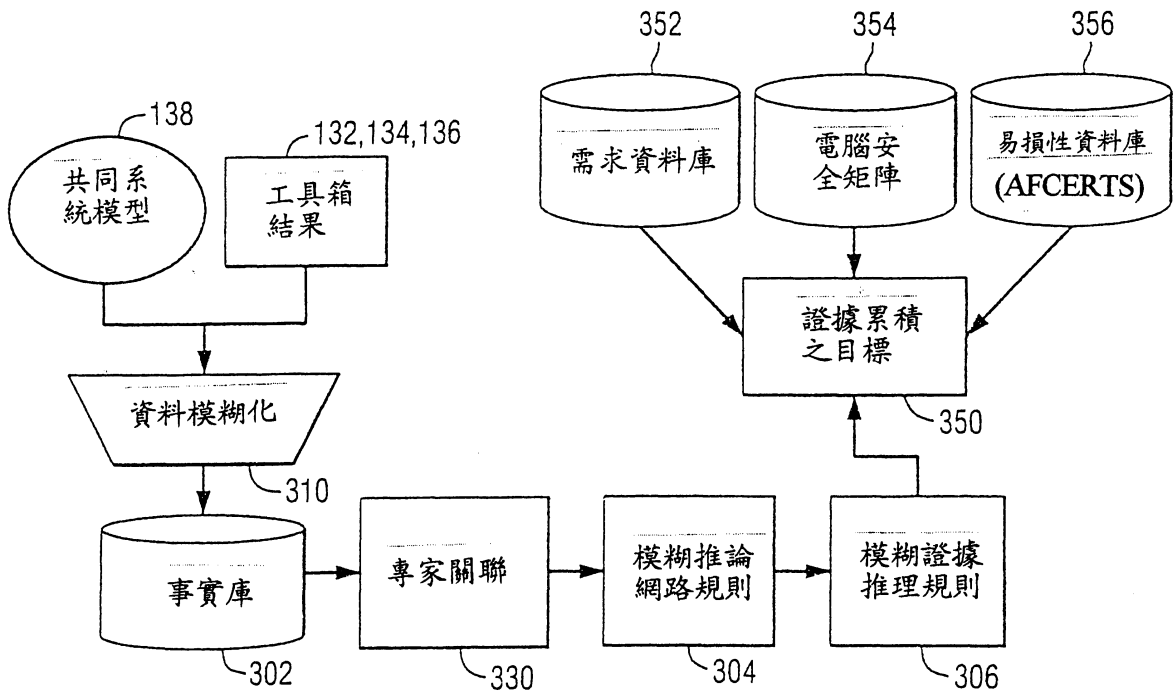 352
354
356
需求資料庫
電腦安
全矩陣
易損性資料庫
(AFCERTS)
138
132,134,136
共同系
統模型
工具箱
結果
證據累積
之目標
350
資料模糊化
310
事實庫
302
專家關聯
330
模糊推論
網路規則
304
模糊證據
推理規則
306